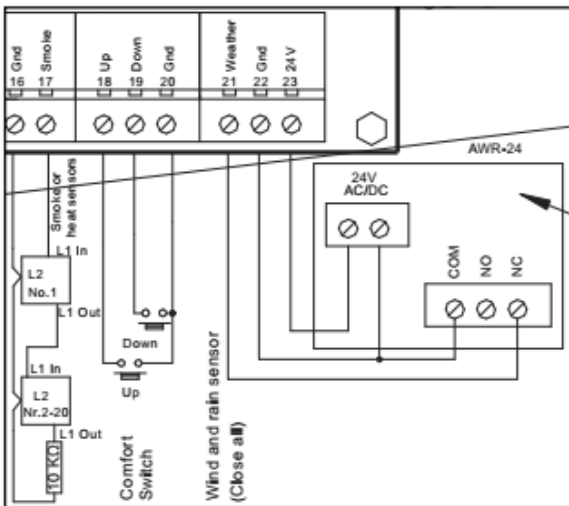 Gnd
16
Smoke
17
Up
18
Down
19
Gnd
20
Weather
21
Gnd
22
24 V
23
AWR-24
24V
AC/DC
COM
NO
NC
Smoke or
heat sensors
L1 In
L2
No.1
L1 Out
L1 In
L2
Nr.2-20
L1 Out
10 KΩ
Down
Up
Comfort
Switch
Wind and rain sensor
(Close all)